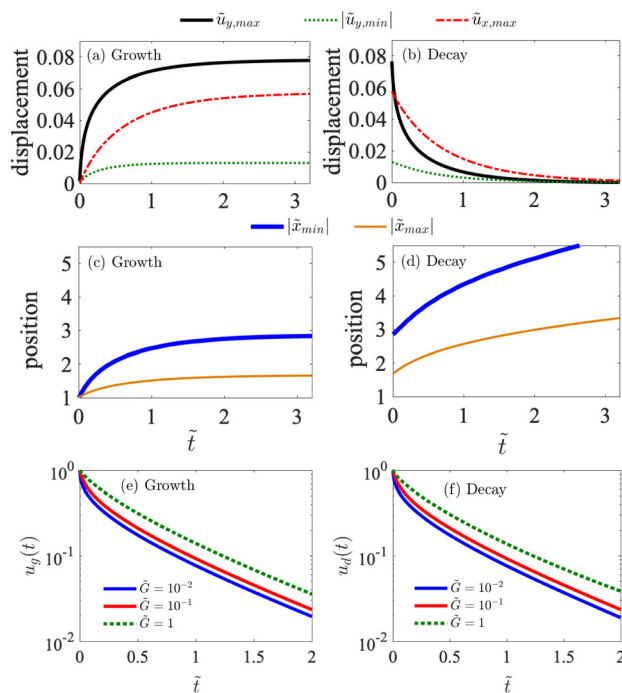 ũ_{y,max} |ũ_{y,min}| ũ_{x,max}
(a) Growth
displacement
0.08
0.06
0.04
0.02
0
0 1 2 3
(b) Decay
displacement
0.08
0.06
0.04
0.02
0
0 1 2 3
|x̃_{min}| |x̃_{max}|
(c) Growth
position
5
4
3
2
1
0 1 2 3
t̃
(d) Decay
position
5
4
3
2
1
0 1 2 3
t̃
(e) Growth
u_g(t)
10^0
10^{-1}
10^{-2}
G̃ = 10^{-2}
G̃ = 10^{-1}
G̃ = 1
0 0.5 1 1.5 2
t̃
(f) Decay
u_d(t)
10^0
10^{-1}
10^{-2}
G̃ = 10^{-2}
G̃ = 10^{-1}
G̃ = 1
0 0.5 1 1.5 2
t̃